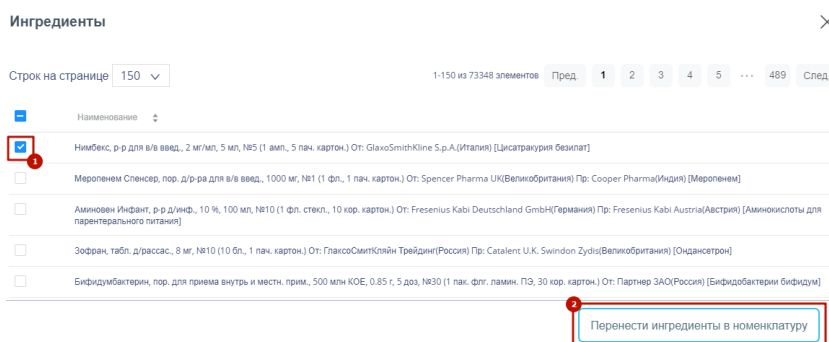 Ингредиенты
Строк на странице 150
1-150 из 73348 элементов Пред. 1 2 3 4 5 ... 489 След.
Наименование
Нимбекс, р-р для в/в введ., 2 мг/мл, 5 мл, №5 (1 амп., 5 пач. картон.) От: GlaxoSmithKline S.p.A.(Италия) [Цисатракурия безилат]
1
Меропенем Спенсер, пор. д/р-ра для в/в введ., 1000 мг, №1 (1 фл., 1 пач. картон.) От: Spencer Pharma UK(Великобритания) Пр: Cooper Pharma(Индия) [Меропенем]
Аминовен Инфант, р-р д/инф., 10 %, 100 мл, №10 (1 фл. стекл., 10 кор. картон.) От: Fresenius Kabi Deutschland GmbH(Германия) Пр: Fresenius Kabi Austria(Австрия) [Аминокислоты для
парентерального питания]
Зофран, табл. д/рассас., 8 мг, №10 (10 бл., 1 пач. картон.) От: ГлаксоСмитКляйн Трейдинг(Россия) Пр: Catalent U.K. Swindon Zydis(Великобритания) [Ондансетрон]
Бифидумбактерин, пор. для приема внутрь и местн. прим., 500 млн КОЕ, 0.85 г, 5 доз, №30 (1 пак. флг. ламин. ПЭ, 30 кор. картон.) От: Партнер ЗАО(Россия) [Бифидобактерии бифидум]
2
Перенести ингредиенты в номенклатуру